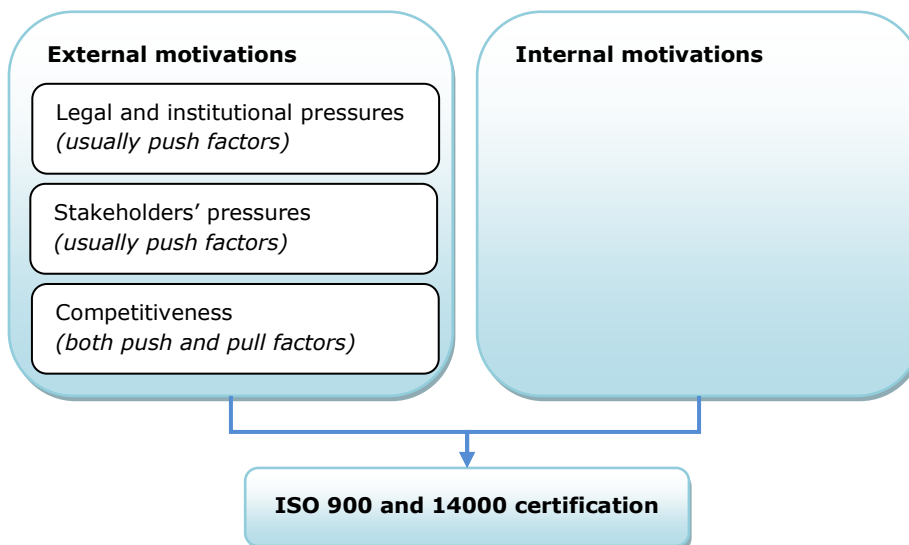 External motivations
Legal and institutional pressures
(usually push factors)
Stakeholders’ pressures
(usually push factors)
Competitiveness
(both push and pull factors)
Internal motivations
ISO 900 and 14000 certification